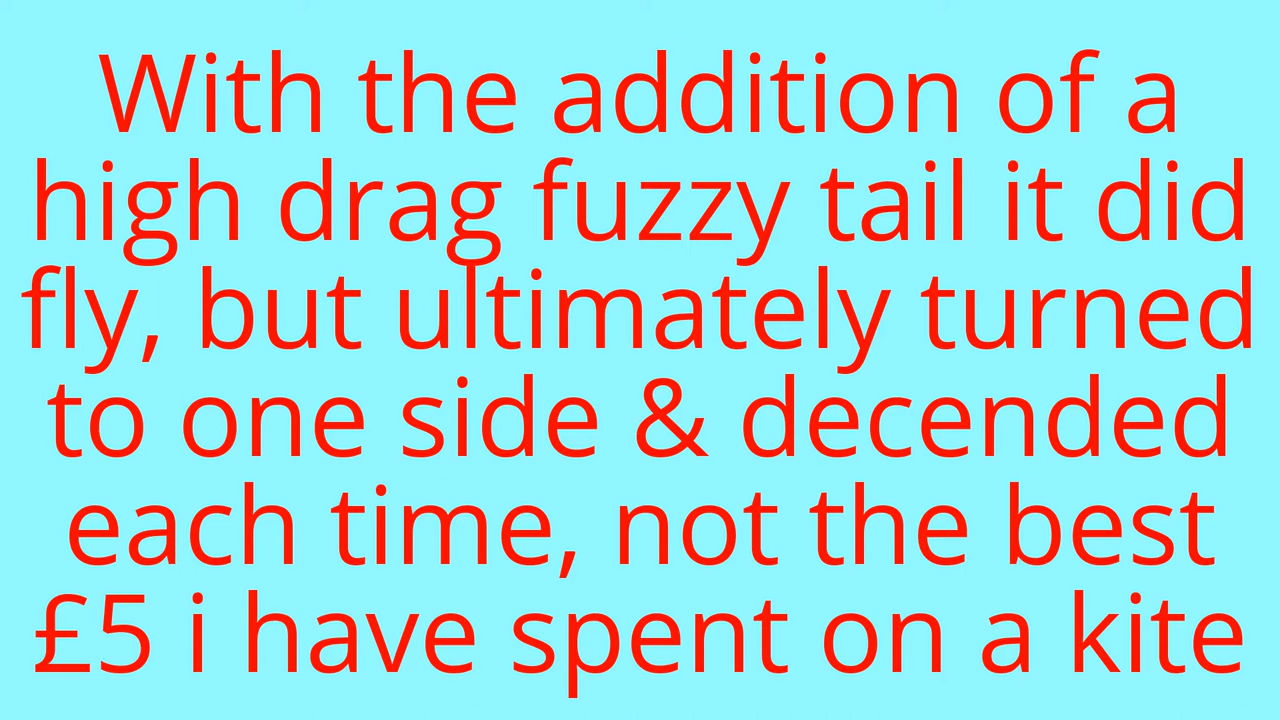 With the addition of a
high drag fuzzy tail it did
fly, but ultimately turned
to one side & decended
each time, not the best
£5 i have spent on a kite